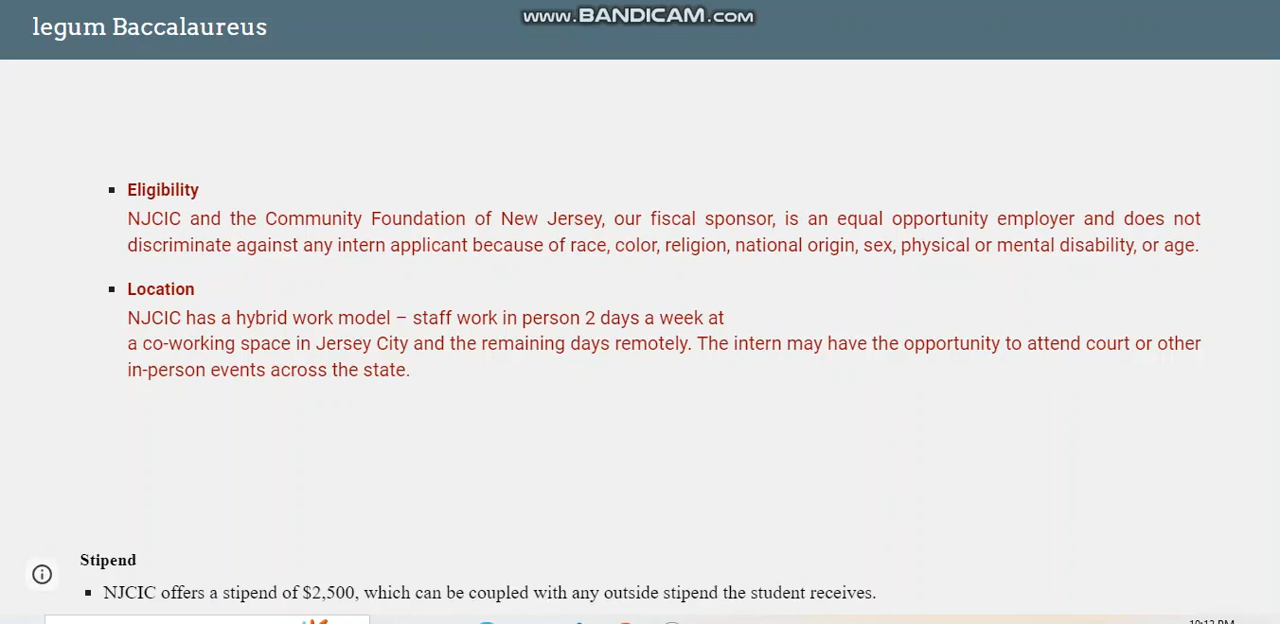 www.BANDICAM.com
legum Baccalaureus
Eligibility
NJCIC and the Community Foundation of New Jersey, our fiscal sponsor, is an equal opportunity employer and does not
discriminate against any intern applicant because of race, color, religion, national origin, sex, physical or mental disability, or age.
Location
NJCIC has a hybrid work model – staff work in person 2 days a week at
a co-working space in Jersey City and the remaining days remotely. The intern may have the opportunity to attend court or other
in-person events across the state.
Stipend
NJCIC offers a stipend of $2,500, which can be coupled with any outside stipend the student receives.